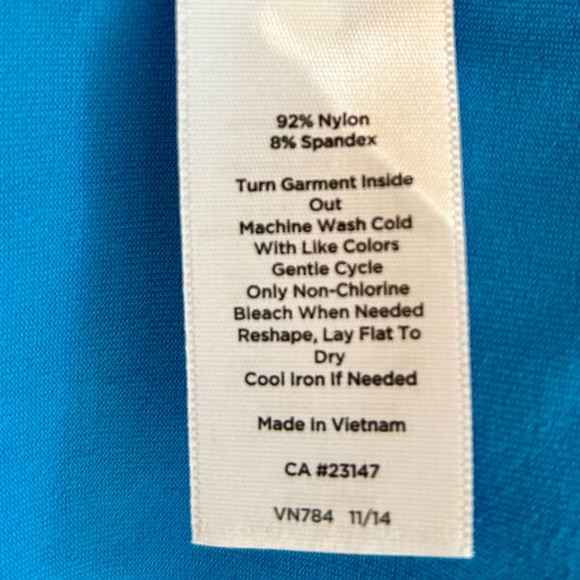 92% Nylon
8% Spandex
Turn Garment Inside
Out
Machine Wash Cold
With Like Colors
Gentle Cycle
Only Non-Chlorine
Bleach When Needed
Reshape, Lay Flat To
Dry
Cool Iron If Needed
Made In Vietnam
CA #23147
VN784 11/14